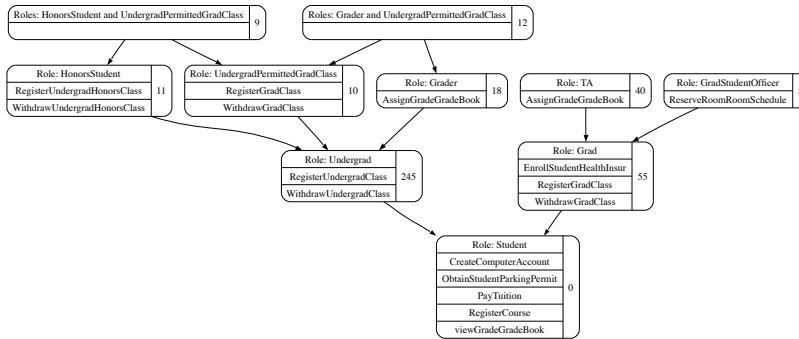 Roles: HonorsStudent and UndergradPermittedGradClass
9
Roles: Grader and UndergradPermittedGradClass
12
Role: HonorsStudent
RegisterUndergradHonorsClass
WithdrawUndergradHonorsClass
11
Role: UndergradPermittedGradClass
RegisterGradClass
WithdrawGradClass
10
Role: Grader
AssignGradeGradeBook
18
Role: TA
AssignGradeGradeBook
40
Role: GradStudentOfficer
ReserveRoomRoomSchedule
Role: Undergrad
RegisterUndergradClass
WithdrawUndergradClass
245
Role: Grad
EnrollStudentHealthInsur
RegisterGradClass
WithdrawGradClass
55
Role: Student
CreateComputerAccount
ObtainStudentParkingPermit
PayTuition
RegisterCourse
viewGradeGradeBook
0